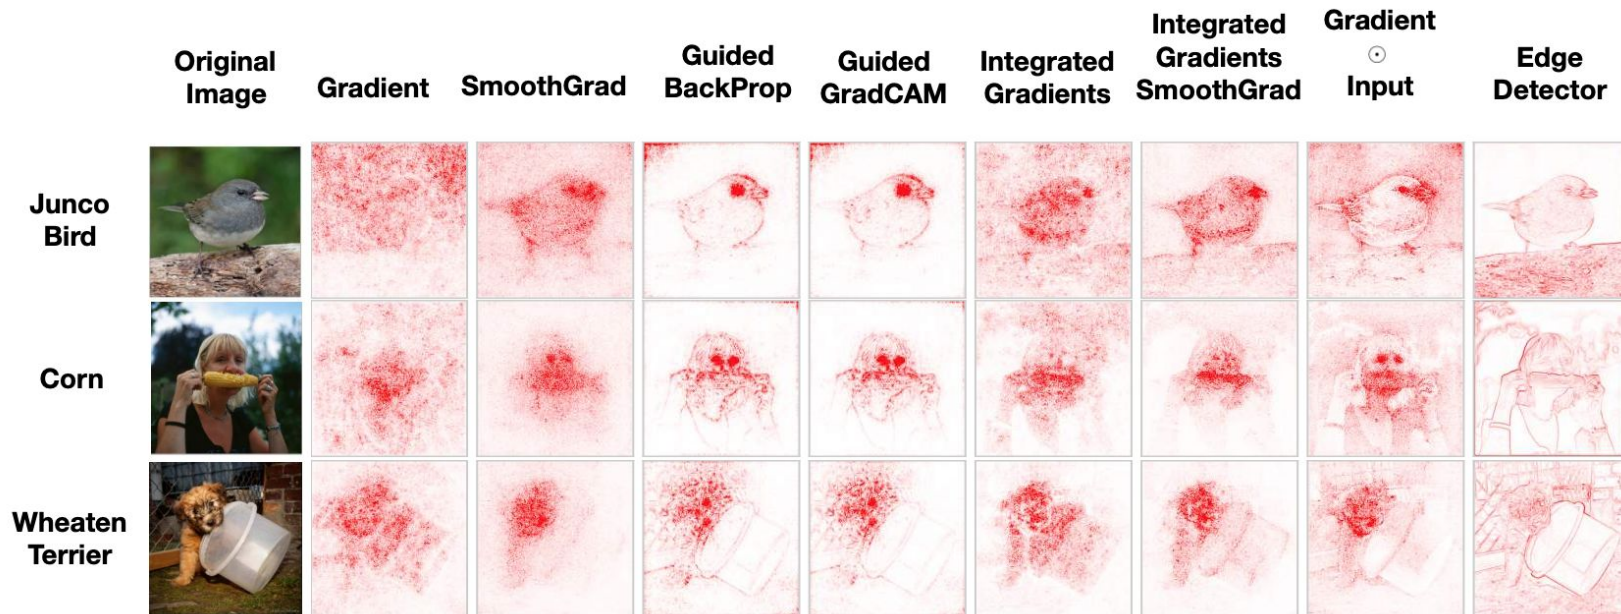 Original
Image
Gradient
SmoothGrad
Guided
BackProp
Guided
GradCAM
Integrated
Gradients
Integrated
Gradients
SmoothGrad
Gradient
⊙
Input
Edge
Detector
Junco
Bird
Corn
Wheaten
Terrier